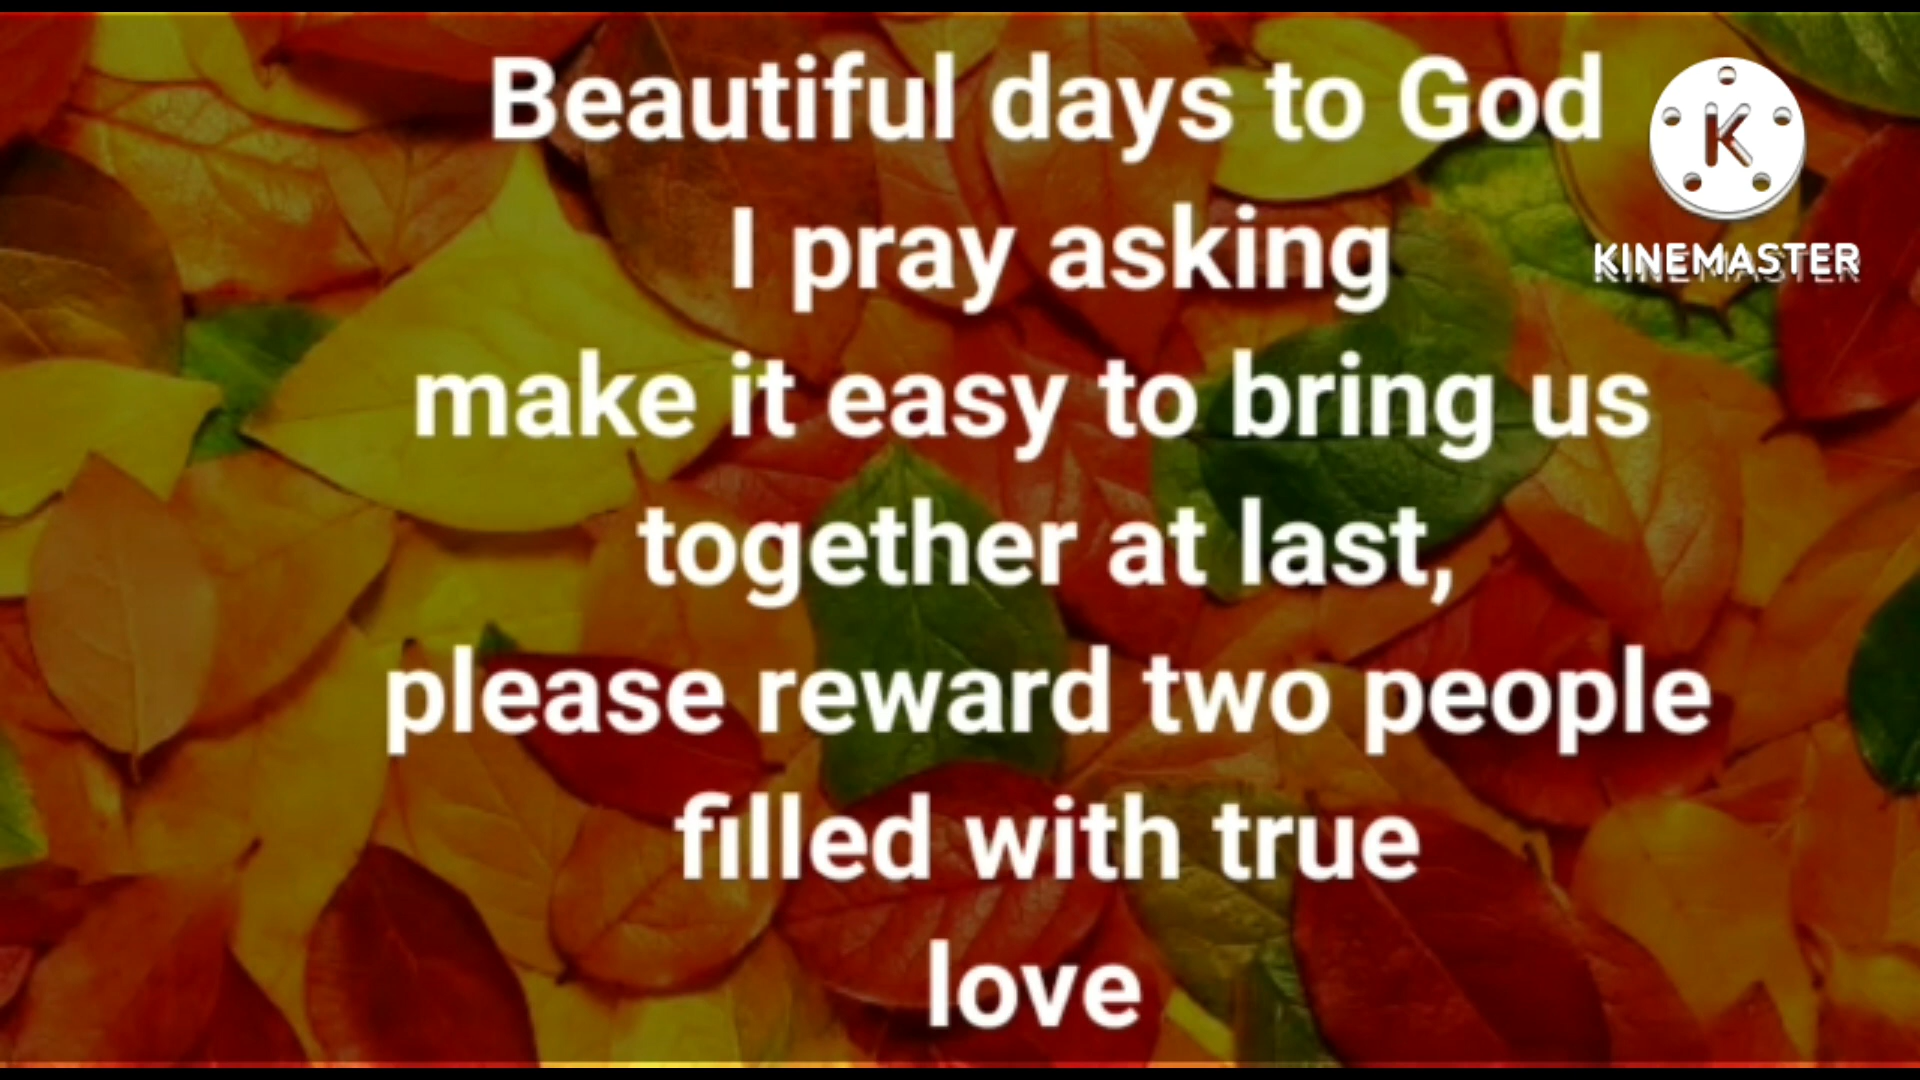 Beautiful days to God
I pray asking
make it easy to bring us
together at last,
please reward two people
filled with true
love
K
KINEMASTER